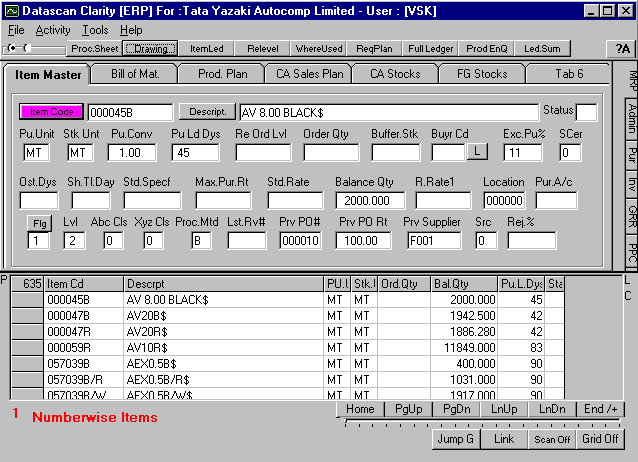 Datascan Clarity [ERP] For :Tata Yazaki Autocomp Limited - User : [VSK]
File Activity Tools Help
Proc.Sheet Drawing ItemLed Relevel WhereUsed ReqPlan Full Ledger Prod EnQ Led.Sum ?A
Item Master Bill of Mat. Prod. Plan CA Sales Plan CA Stocks FG Stocks Tab 6
MRP
Admin
Pur
Inv
GRR
PPC
Item Code 000045B Descript. AV 8.00 BLACK$ Status
Pu.Unit Stk Unt Pu.Conv Pu Ld Dys Re Ord Lvl Order Qty Buffer.Stk Buyr Cd Exc.Pu% SCer
MT MT 1.00 45 L 11 0
Ost.Dys Sh.Tl.Day Std.Specf Max.Pur.Rt Std.Rate Balance Qty R.Rate1 Location Pur.A/c
2000.000 000000
Flg Lvl Abc Cls Xyz Cls Proc.Mtd Lst.Rv# Prv PO# Prv PO Rt Prv Supplier Src Rej.%
1 2 0 0 B 000010 100.00 F001 0
P L
C
635 Item Cd Descrpt PU.U Stk.U Ord.Qty Bal.Qty Pu.L.Dys Sta
000045B AV 8.00 BLACK$ MT MT 2000.000 45
000047B AV20B$ MT MT 1942.500 42
000047R AV20R$ MT MT 1886.280 42
000059R AV10R$ MT MT 11849.000 83
057039B AEX0.5B$ MT MT 400.000 90
057039B/R AEX0.5B/R$ MT MT 1031.000 90
057039B/W AEX0.5B/W$ MT MT 1917.000 90
1 Numberwise Items
Home PgUp PgDn LnUp LnDn End /+
Jump G Link Scan Off Grid Off